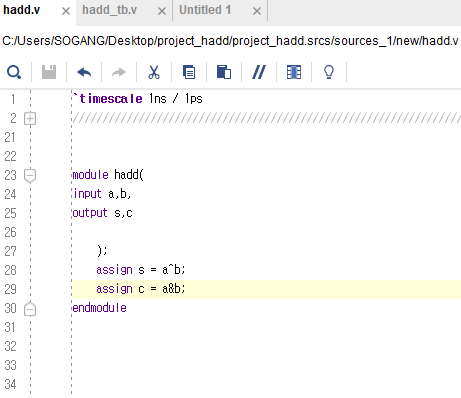 hadd.v × hadd_tb.v × Untitled 1 ×
C:/Users/SOGANG/Desktop/project_hadd/project_hadd.srcs/sources_1/new/hadd.v
1 `timescale 1ns / 1ps
2 //////////////////////////////////////////////////////////////////
21
22
23 module hadd(
24 input a,b,
25 output s,c
26
27 );
28 assign s = a^b;
29 assign c = a&b;
30 endmodule
31
32
33
34